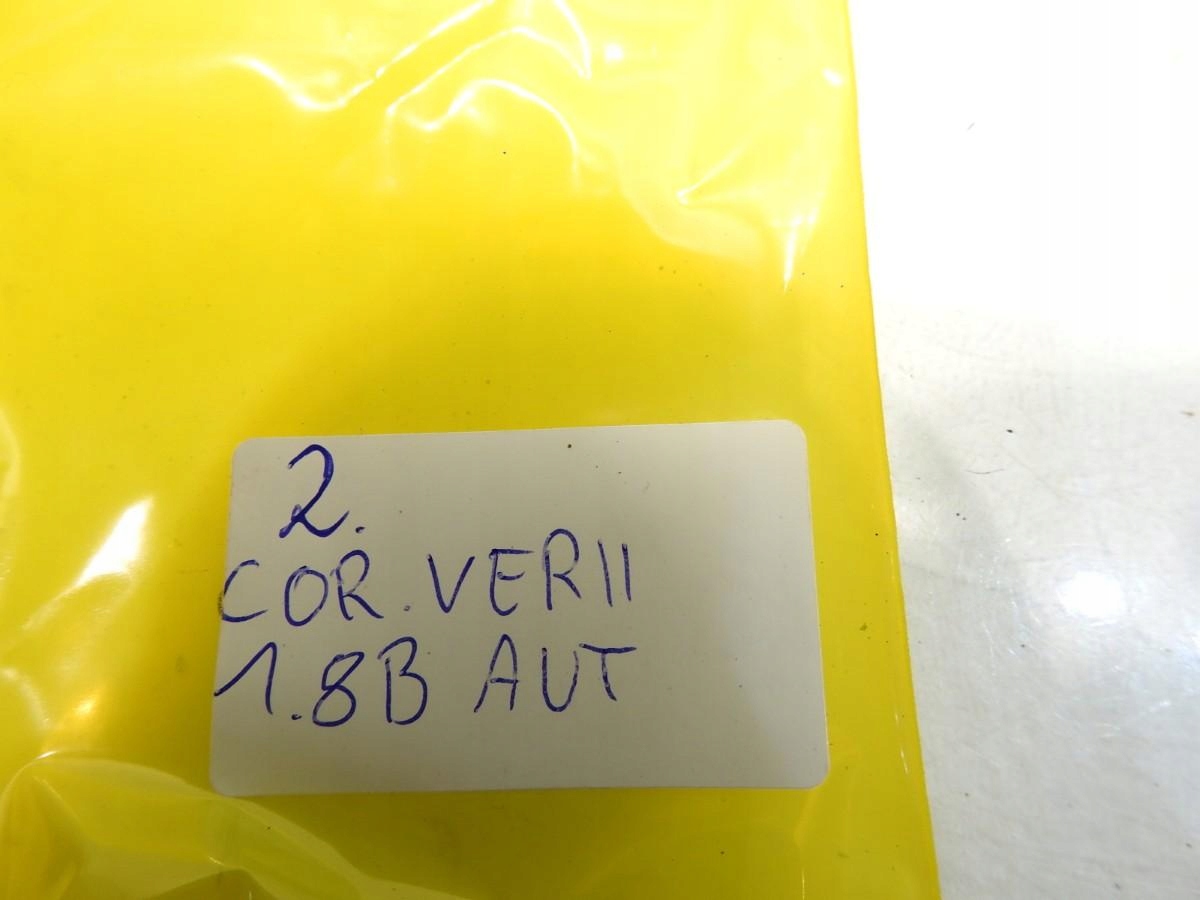 2.
COR. VERII
1.8B AUT